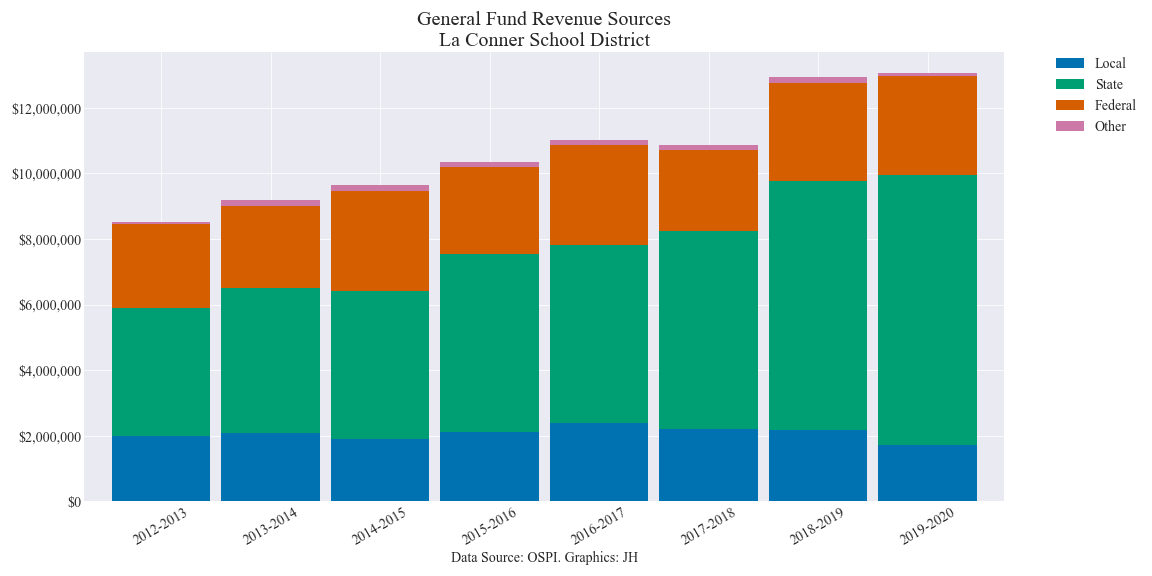 General Fund Revenue Sources
La Conner School District
Local
State
Federal
Other
$12,000,000
$10,000,000
$8,000,000
$6,000,000
$4,000,000
$2,000,000
$0
2012-2013
2013-2014
2014-2015
2015-2016
2016-2017
2017-2018
2018-2019
2019-2020
Data Source: OSPI. Graphics: JH